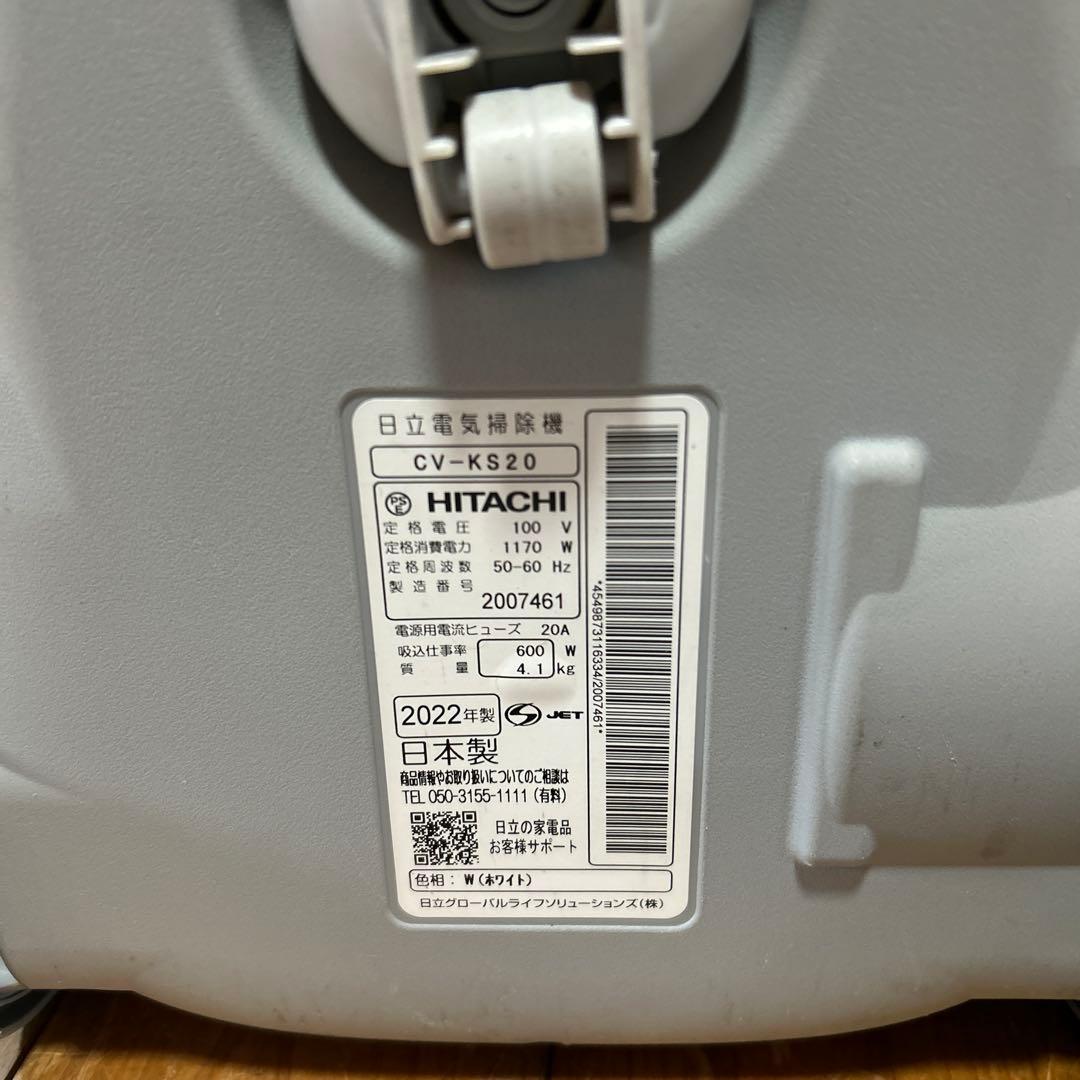 日立電気掃除機
CV-KS20
PSE HITACHI
定格電圧 100 V
定格消費電力 1170 W
定格周波数 50-60 Hz
製造番号 2007461
電源用電流ヒューズ 20A
吸込仕事率 600 W
質量 4.1 kg
2022年製 S JET
日本製
商品情報やお取り扱いについてのご相談は
TEL 050-3155-1111 (有料)
日立の家電品
お客様サポート
色相: W (ホワイト)
日立グローバルライフソリューションズ(株)
*4549873116334/2007461*